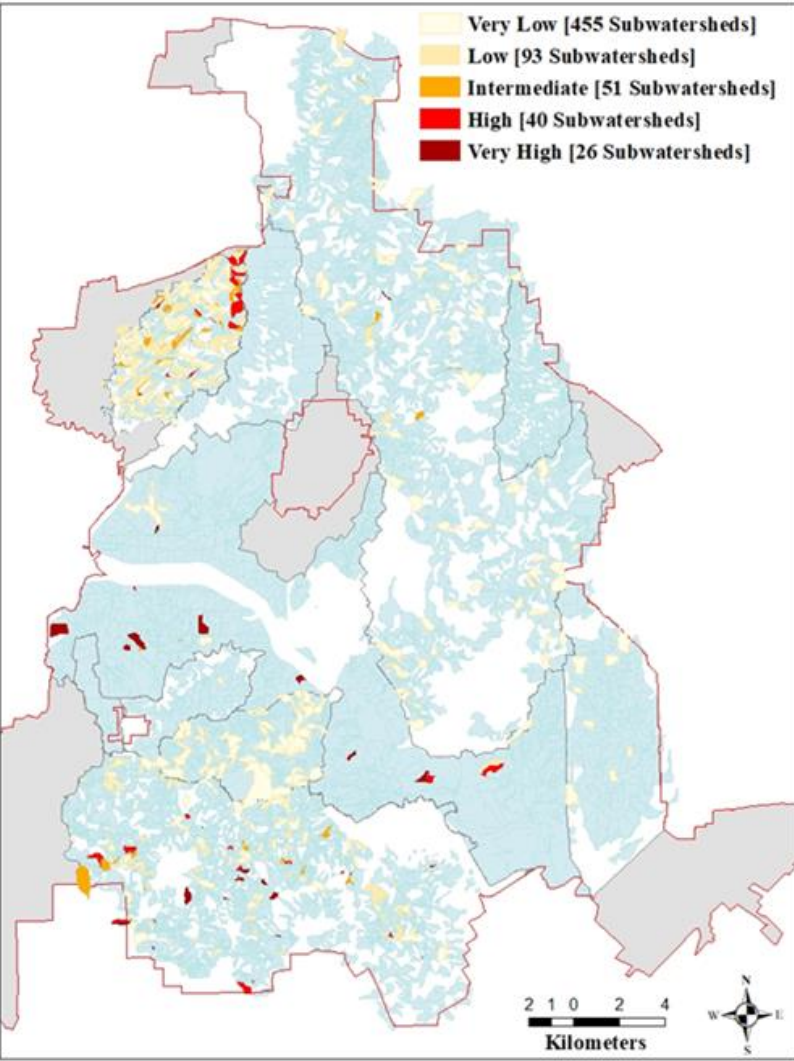 Very Low [455 Subwatersheds]
Low [93 Subwatersheds]
Intermediate [51 Subwatersheds]
High [40 Subwatersheds]
Very High [26 Subwatersheds]
N
W E
S
2 1 0 2 4
Kilometers